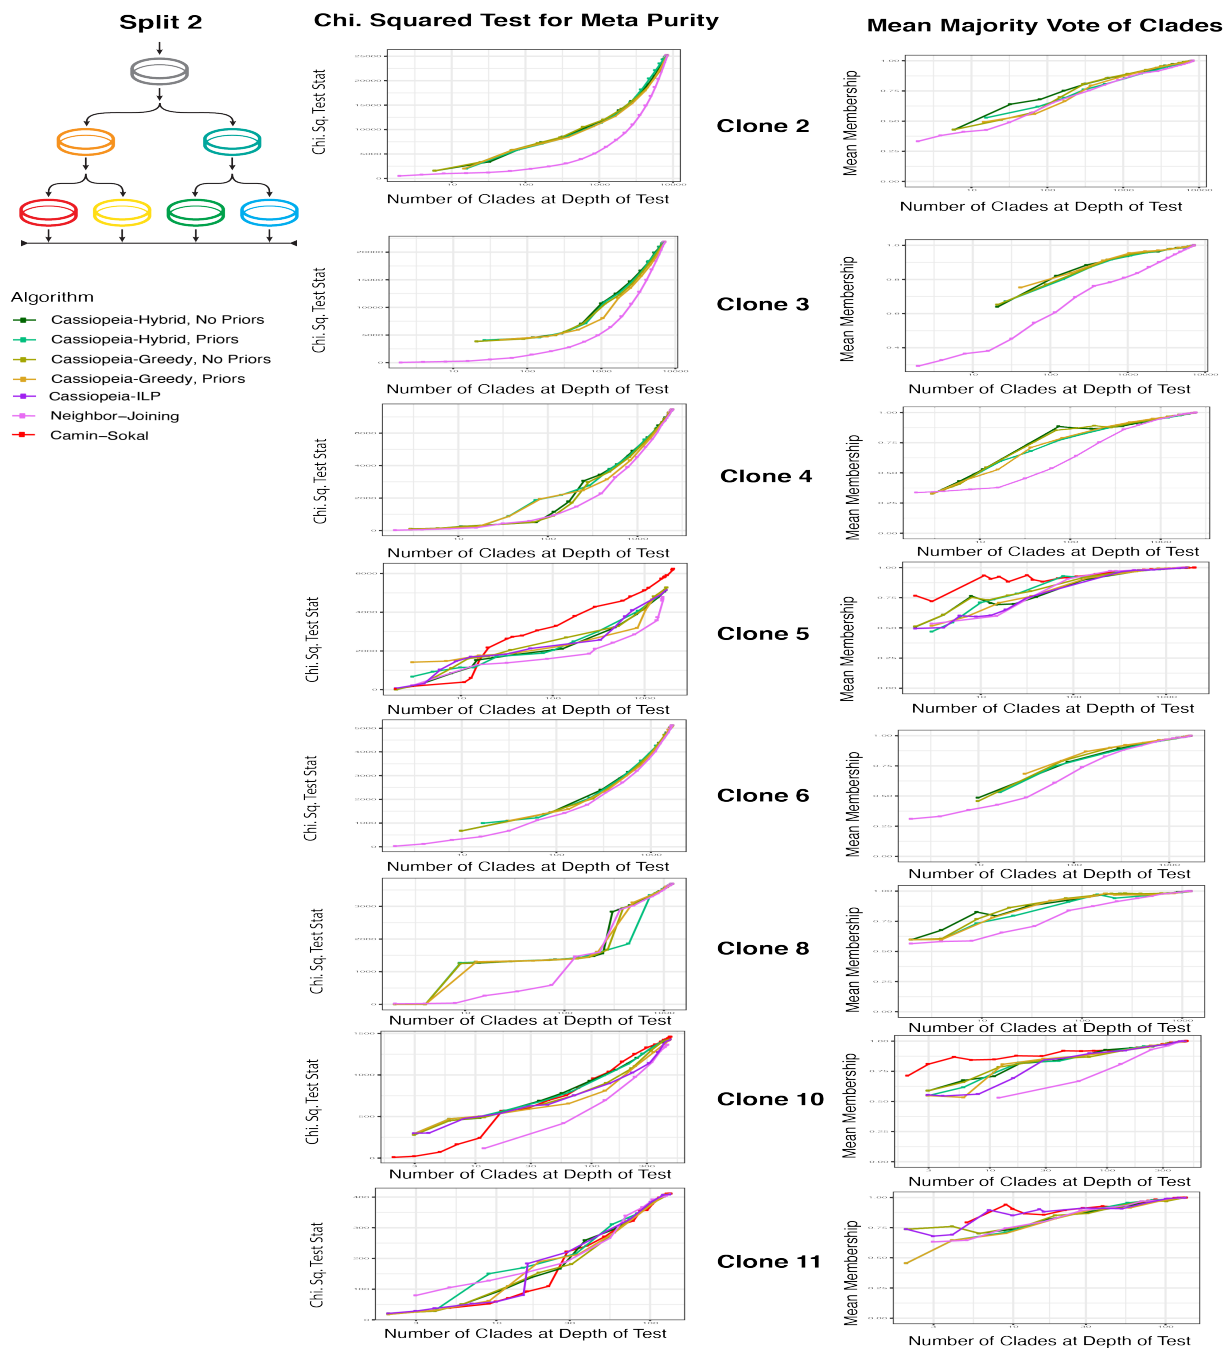 Split 2
Chi. Squared Test for Meta Purity
Mean Majority Vote of Clades
Algorithm
Cassiopeia-Hybrid, No Priors
Cassiopeia-Hybrid, Priors
Cassiopeia-Greedy, No Priors
Cassiopeia-Greedy, Priors
Cassiopeia-ILP
Neighbor-Joining
Camin-Sokal
Chi. Sq. Test Stat
Number of Clades at Depth of Test
Clone 2
Mean Membership
Number of Clades at Depth of Test
Chi. Sq. Test Stat
Number of Clades at Depth of Test
Clone 3
Mean Membership
Number of Clades at Depth of Test
Chi. Sq. Test Stat
Number of Clades at Depth of Test
Clone 4
Mean Membership
Number of Clades at Depth of Test
Chi. Sq. Test Stat
Number of Clades at Depth of Test
Clone 5
Mean Membership
Number of Clades at Depth of Test
Chi. Sq. Test Stat
Number of Clades at Depth of Test
Clone 6
Mean Membership
Number of Clades at Depth of Test
Chi. Sq. Test Stat
Number of Clades at Depth of Test
Clone 8
Mean Membership
Number of Clades at Depth of Test
Chi. Sq. Test Stat
Number of Clades at Depth of Test
Clone 10
Mean Membership
Number of Clades at Depth of Test
Chi. Sq. Test Stat
Number of Clades at Depth of Test
Clone 11
Mean Membership
Number of Clades at Depth of Test